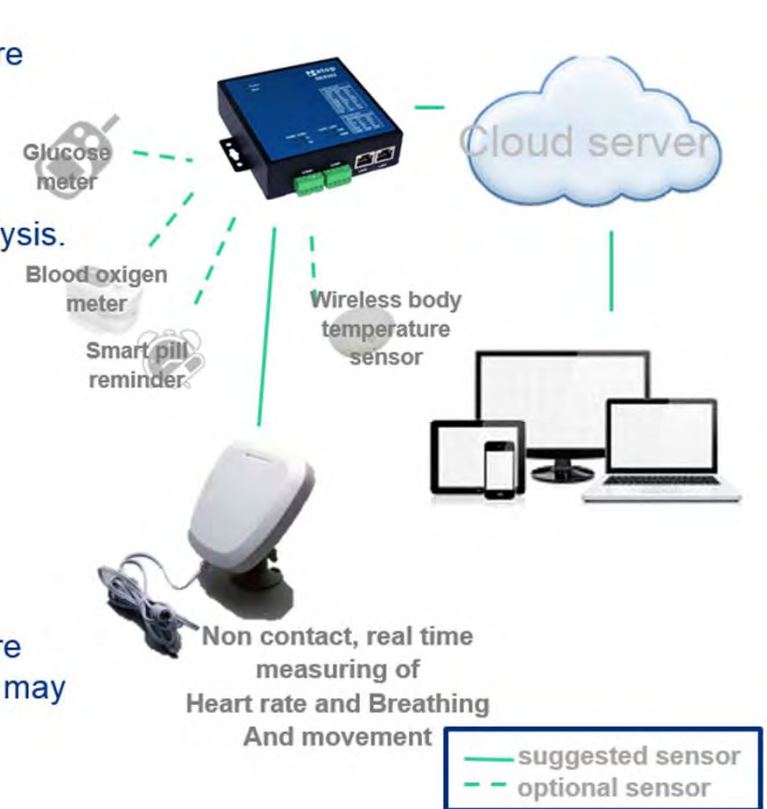 re
Cloud server
Glucose
meter
ysis.
Blood oxigen
meter
Wireless body
temperature
sensor
Smart pill
reminder
re
may
Non contact, real time
measuring of
Heart rate and Breathing
And movement
suggested sensor
optional sensor